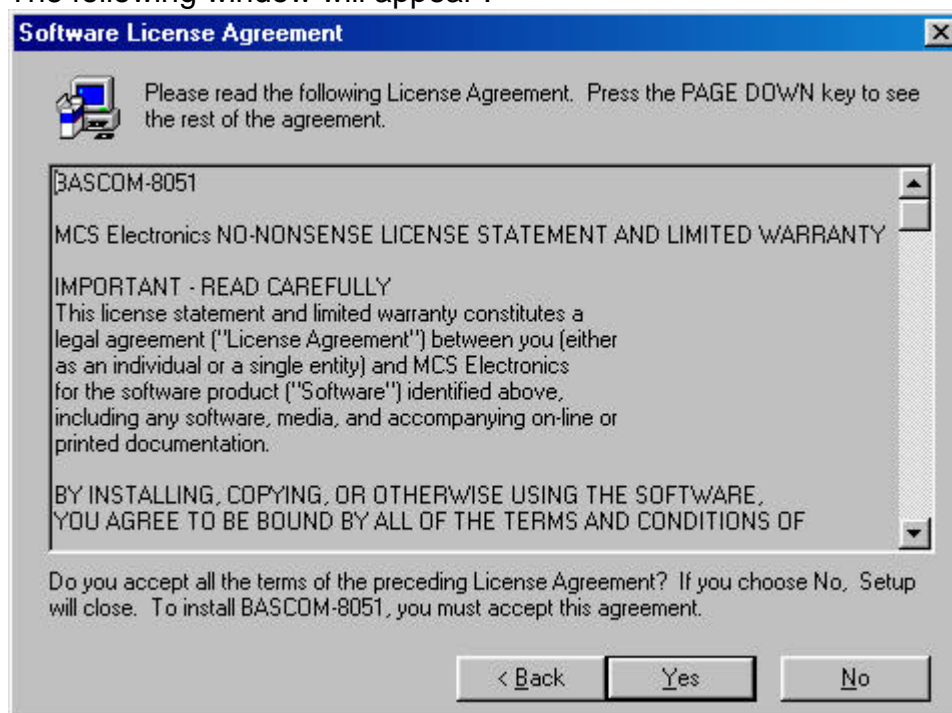 The following window will appear :
Software License Agreement
Please read the following License Agreement. Press the PAGE DOWN key to see
the rest of the agreement.
BASCOM-8051
MCS Electronics NO-NONSENSE LICENSE STATEMENT AND LIMITED WARRANTY
IMPORTANT - READ CAREFULLY
This license statement and limited warranty constitutes a
legal agreement ("License Agreement") between you (either
as an individual or a single entity) and MCS Electronics
for the software product ("Software") identified above,
including any software, media, and accompanying on-line or
printed documentation.
BY INSTALLING, COPYING, OR OTHERWISE USING THE SOFTWARE,
YOU AGREE TO BE BOUND BY ALL OF THE TERMS AND CONDITIONS OF
Do you accept all the terms of the preceding License Agreement? If you choose No, Setup
will close. To install BASCOM-8051, you must accept this agreement.
< Back
Yes
No